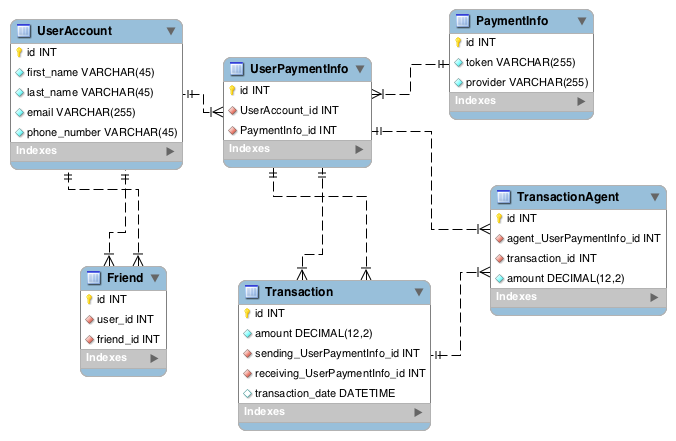 UserAccount
id INT
first_name VARCHAR(45)
last_name VARCHAR(45)
email VARCHAR(255)
phone_number VARCHAR(45)
Indexes
UserPaymentInfo
id INT
UserAccount_id INT
PaymentInfo_id INT
Indexes
PaymentInfo
id INT
token VARCHAR(255)
provider VARCHAR(255)
Indexes
TransactionAgent
id INT
agent_UserPaymentInfo_id INT
transaction_id INT
amount DECIMAL(12,2)
Indexes
Friend
id INT
user_id INT
friend_id INT
Indexes
Transaction
id INT
amount DECIMAL(12,2)
sending_UserPaymentInfo_id INT
receiving_UserPaymentInfo_id INT
transaction_date DATETIME
Indexes